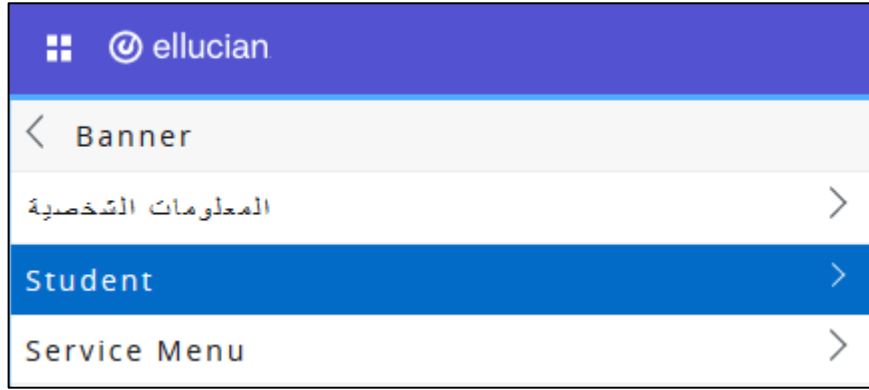 ellucian
Banner
المعلومات الشخصية
Student
Service Menu